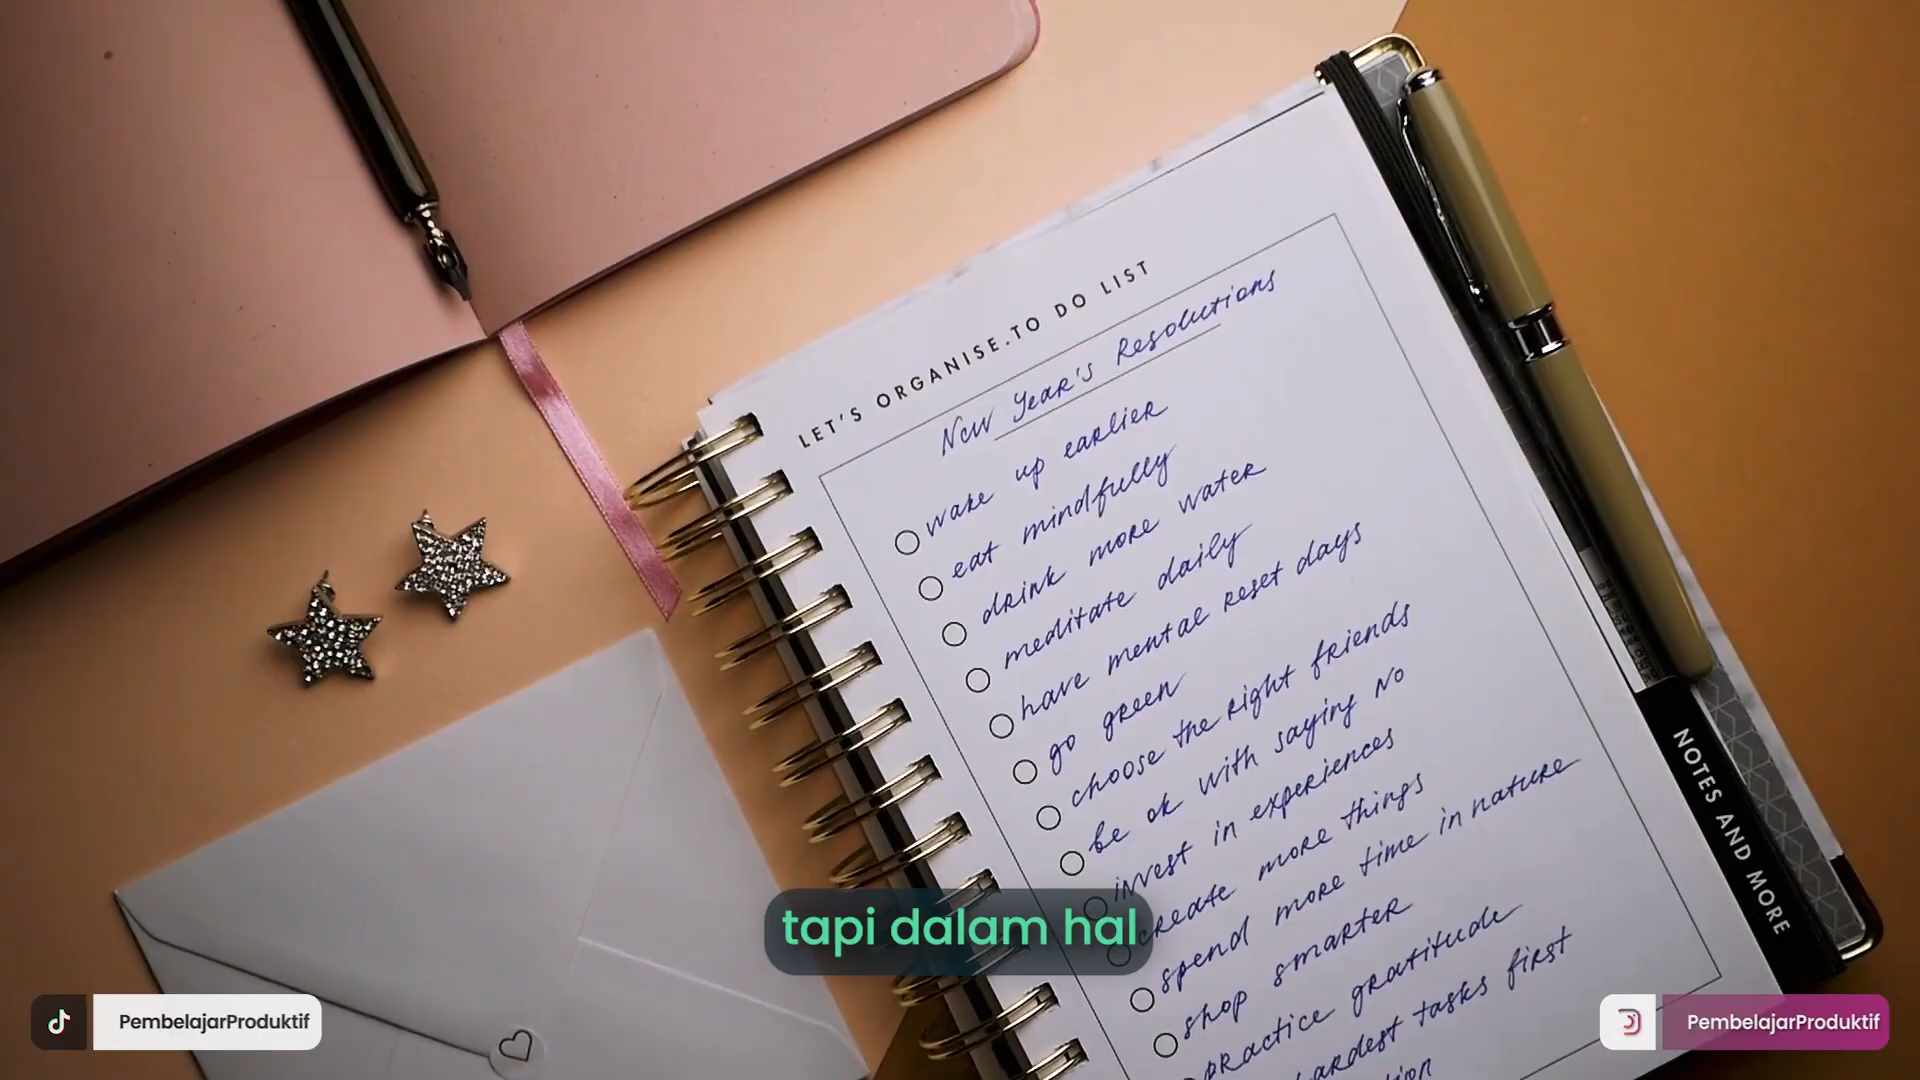 LET'S ORGANISE.TO DO LIST
New Year's Resolutions
wake up earlier
eat mindfully
drink more water
meditate daily
have mental reset days
go green
choose the right friends
be ok with saying NO
invest in experiences
create more things
spend more time in nature
shop smarter
practice gratitude
hardest tasks first
NOTES AND MORE
tapi dalam hal
PembelajarProduktif
PembelajarProduktif